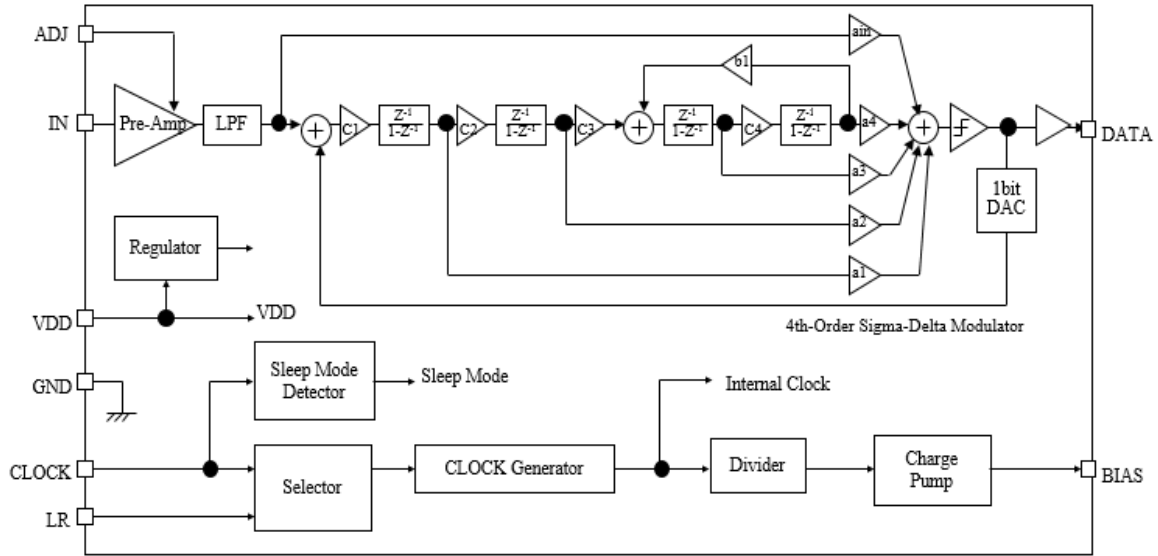 ADJ
ain
b1
IN
Pre-Amp
LPF
C1
Z-1
1-Z-1
C2
Z-1
1-Z-1
C3
Z-1
1-Z-1
C4
Z-1
1-Z-1
a4
DATA
a3
1bit
DAC
a2
Regulator
a1
VDD
VDD
4th-Order Sigma-Delta Modulator
Sleep Mode
Detector
Sleep Mode
Internal Clock
GND
CLOCK
Selector
CLOCK Generator
Divider
Charge
Pump
BIAS
LR